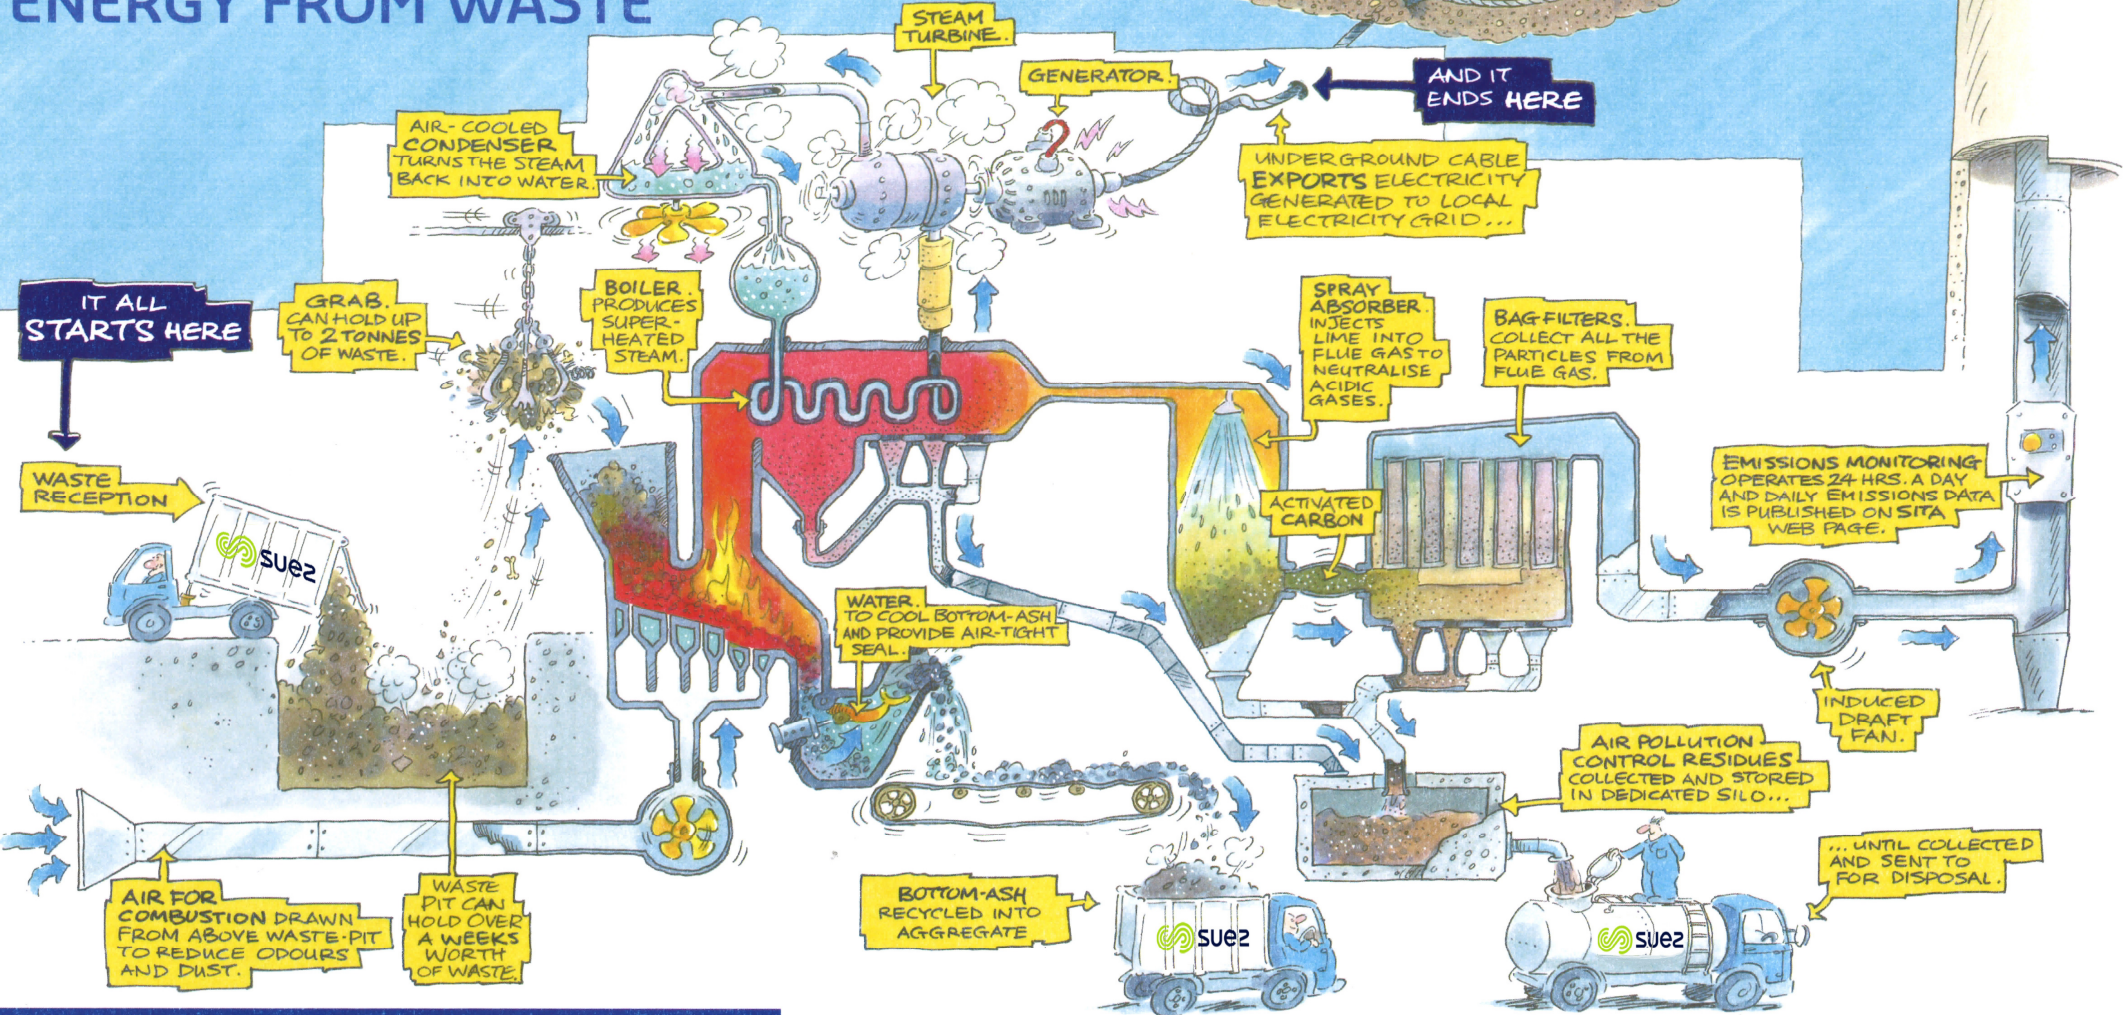 ENERGY FROM WASTE
STEAM
TURBINE.
GENERATOR.
AND IT
ENDS HERE
AIR-COOLED
CONDENSER
TURNS THE STEAM
BACK INTO WATER.
UNDERGROUND CABLE
EXPORTS ELECTRICITY
GENERATED TO LOCAL
ELECTRICITY GRID...
IT ALL
STARTS HERE
GRAB.
CAN HOLD UP
TO 2 TONNES
OF WASTE.
BOILER.
PRODUCES
SUPER-
HEATED
STEAM.
SPRAY
ABSORBER.
INJECTS
LIME INTO
FLUE GAS TO
NEUTRALISE
ACIDIC
GASES.
BAG FILTERS.
COLLECT ALL THE
PARTICLES FROM
FLUE GAS.
WASTE
RECEPTION
suez
ACTIVATED
CARBON
EMISSIONS MONITORING
OPERATES 24 HRS. A DAY
AND DAILY EMISSIONS DATA
IS PUBLISHED ON SITA
WEB PAGE.
WATER.
TO COOL BOTTOM-ASH
AND PROVIDE AIR-TIGHT
SEAL.
INDUCED
DRAFT
FAN.
AIR POLLUTION
CONTROL RESIDUES
COLLECTED AND STORED
IN DEDICATED SILO...
AIR FOR
COMBUSTION DRAWN
FROM ABOVE WASTE-PIT
TO REDUCE ODOURS
AND DUST.
WASTE
PIT CAN
HOLD OVER
A WEEKS
WORTH
OF WASTE.
BOTTOM-ASH
RECYCLED INTO
AGGREGATE
suez
...UNTIL COLLECTED
AND SENT TO
FOR DISPOSAL.
suez